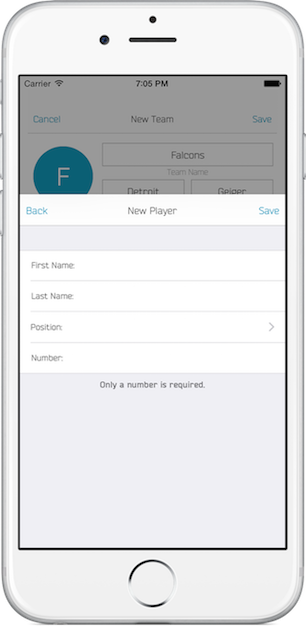 Carrier 7:05 PM
Cancel New Team Save
F
Falcons
Team Name
Detroit Geiger
Back New Player Save
First Name:
Last Name:
Position:
Number:
Only a number is required.